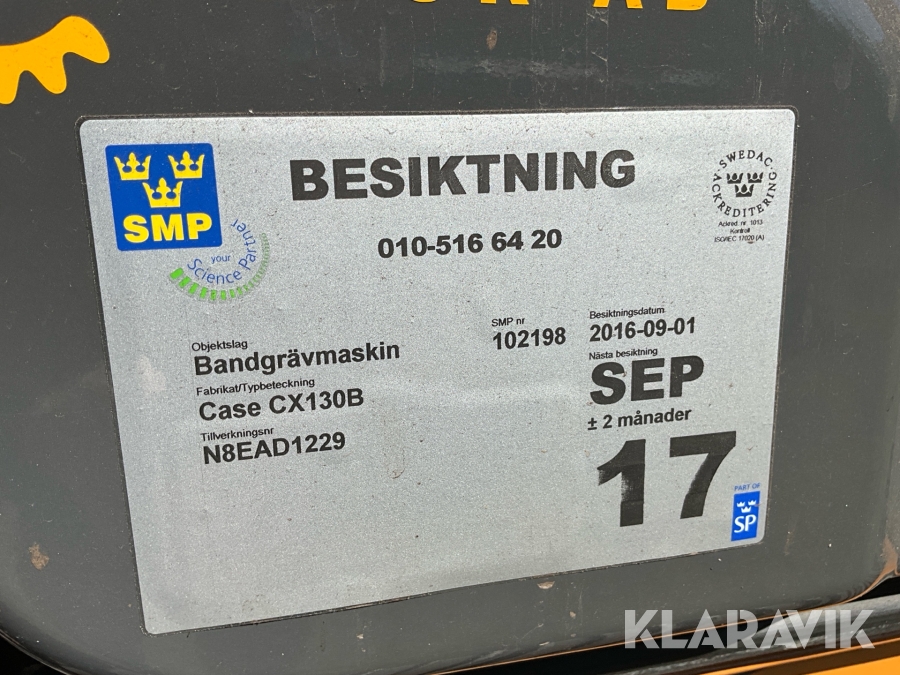 BESIKTNING
010-516 64 20
SMP
your
Science Partner
SWEDAC
ACKREDITERING
Ackred. nr. 1013
Kontroll
ISO/IEC 17020 (A)
Objektslag
Bandgrävmaskin
Fabrikat/Typbeteckning
Case CX130B
Tillverkningsnr
N8EAD1229
SMP nr
102198
Besiktningsdatum
2016-09-01
Nästa besiktning
SEP
± 2 månader
17
PART OF
SP
KLARAVIK